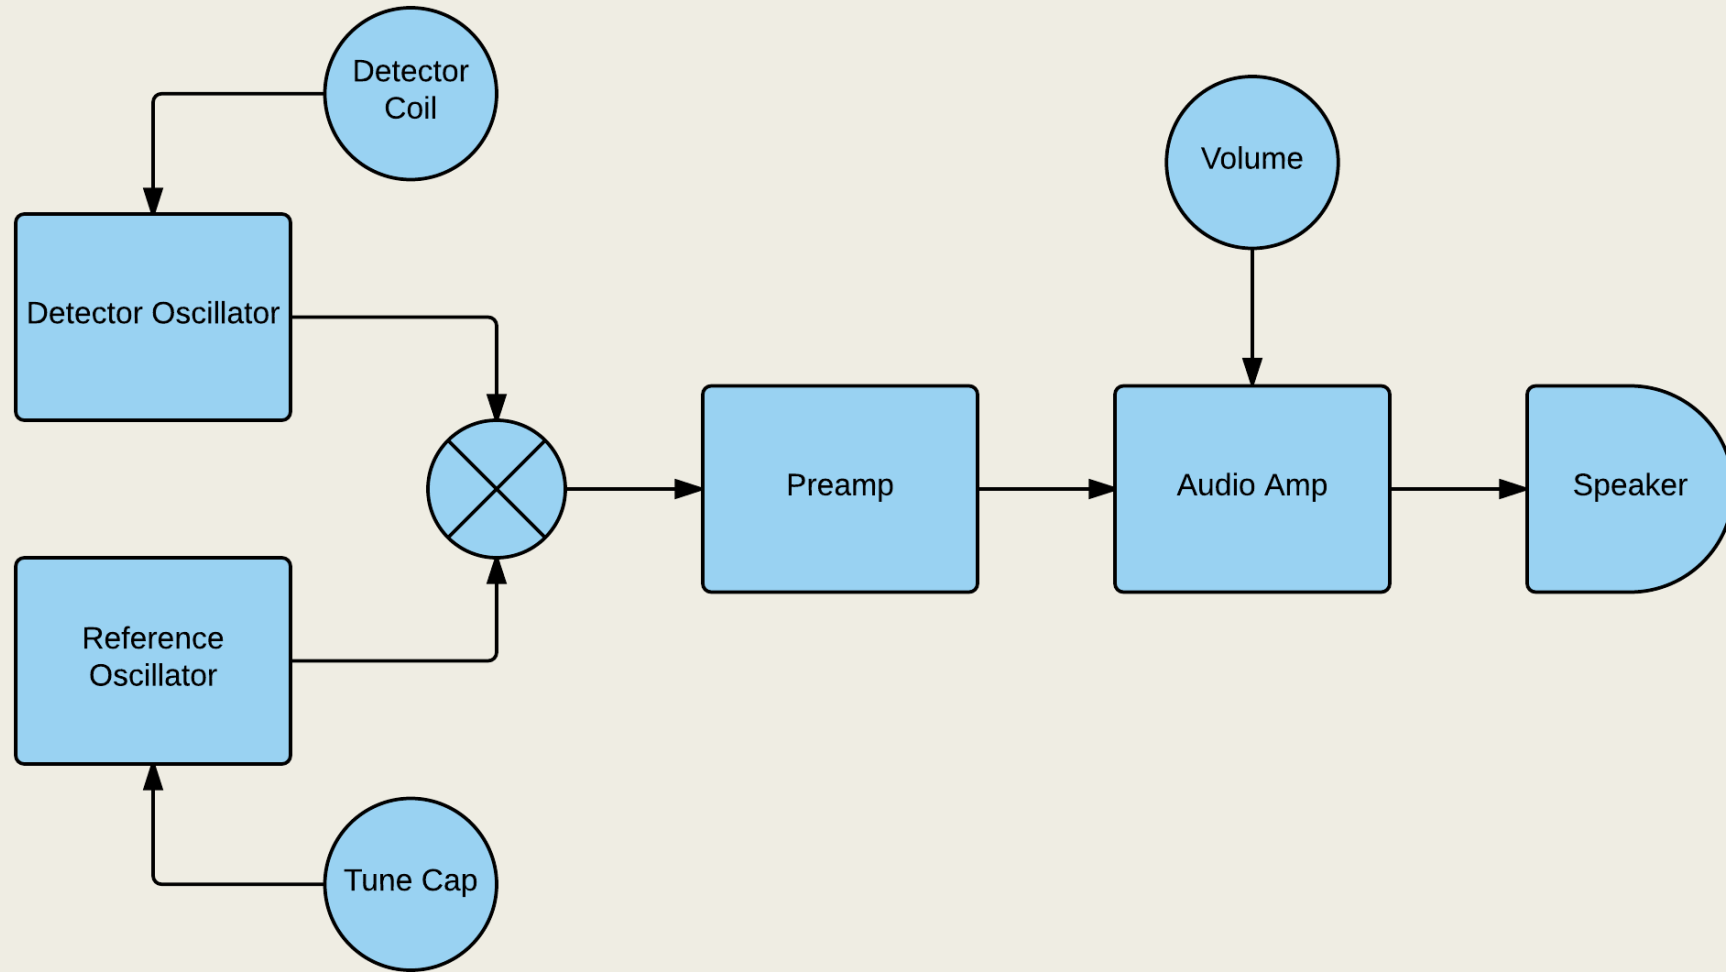 Detector
Coil
Volume
Detector Oscillator
Preamp
Audio Amp
Speaker
Reference
Oscillator
Tune Cap